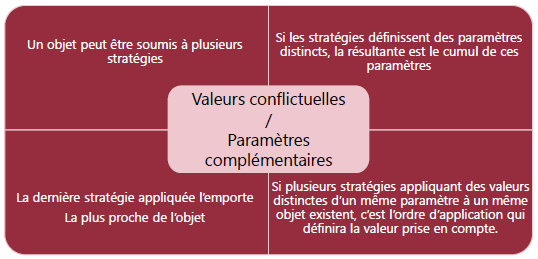 Un objet peut être soumis à plusieurs
stratégies
Si les stratégies définissent des paramètres
distincts, la résultante est le cumul de ces
paramètres
Valeurs conflictuelles
/
Paramètres
complémentaires
La dernière stratégie appliquée l'emporte
La plus proche de l'objet
Si plusieurs stratégies appliquant des valeurs
distinctes d'un même paramètre à un même
objet existent, c'est l'ordre d'application qui
définira la valeur prise en compte.